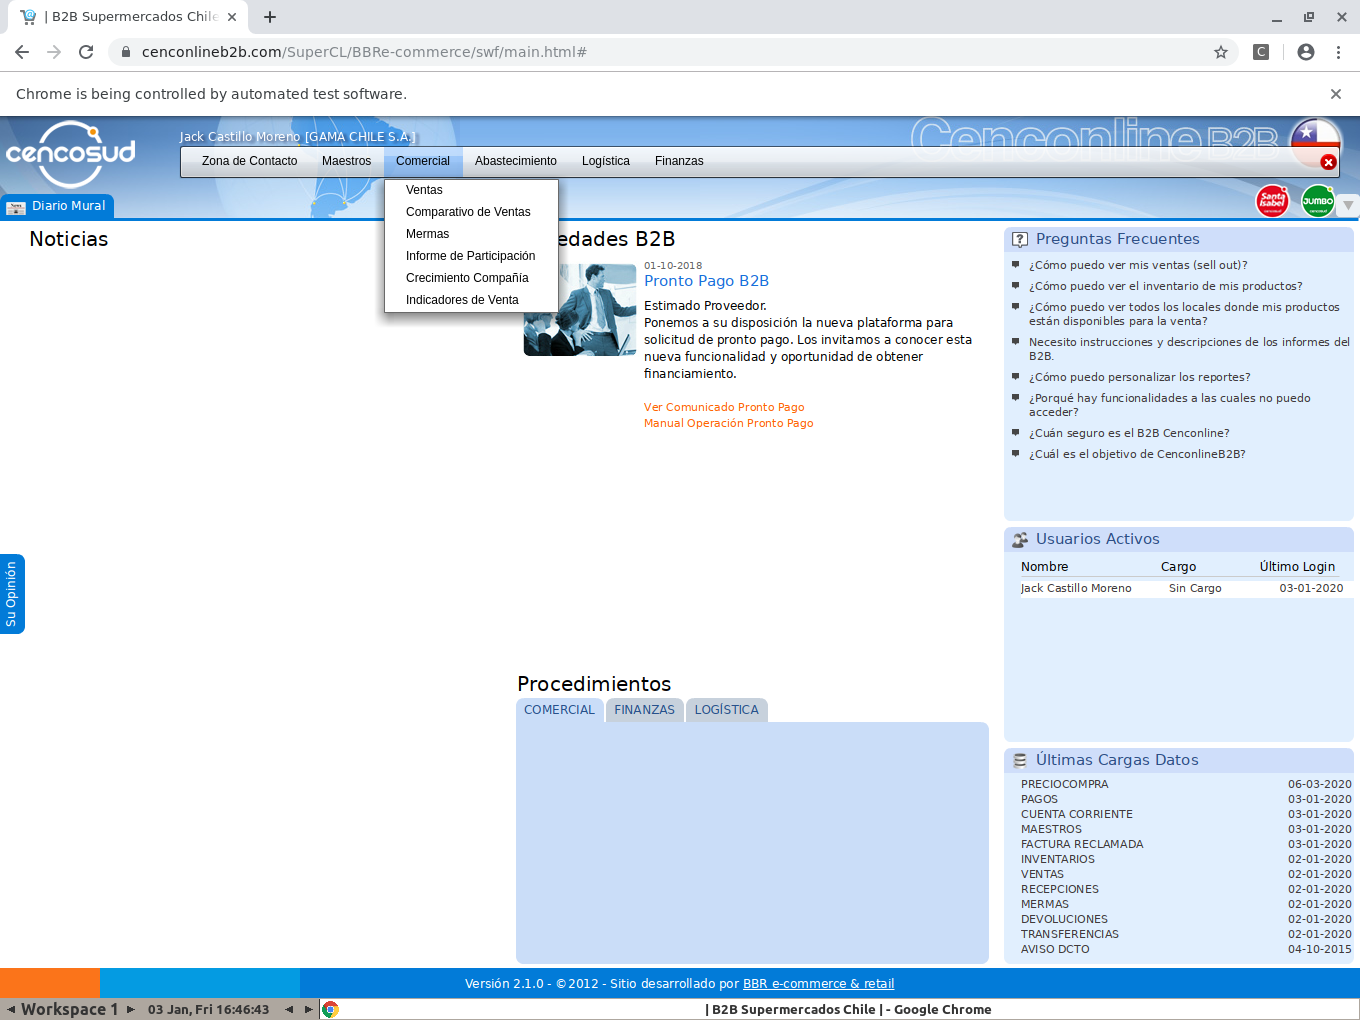 | B2B Supermercados Chile
cenconlineb2b.com/SuperCL/BBRe-commerce/swf/main.html#
Chrome is being controlled by automated test software.
cencosud
Jack Castillo Moreno [GAMA CHILE S.A.]
Cenconline B2B
Zona de Contacto Maestros Comercial Abastecimiento Logística Finanzas
Ventas
Comparativo de Ventas
Mermas
Informe de Participación
Crecimiento Compañía
Indicadores de Venta
Diario Mural
Santa Isabel cencosud
JUMBO cencosud
Noticias
edades B2B
01-10-2018
Pronto Pago B2B
Estimado Proveedor.
Ponemos a su disposición la nueva plataforma para
solicitud de pronto pago. Los invitamos a conocer esta
nueva funcionalidad y oportunidad de obtener
financiamiento.
Ver Comunicado Pronto Pago
Manual Operación Pronto Pago
Su Opinión
Procedimientos
COMERCIAL FINANZAS LOGÍSTICA
Preguntas Frecuentes
¿Cómo puedo ver mis ventas (sell out)?
¿Cómo puedo ver el inventario de mis productos?
¿Cómo puedo ver todos los locales donde mis productos
están disponibles para la venta?
Necesito instrucciones y descripciones de los informes del
B2B.
¿Cómo puedo personalizar los reportes?
¿Porqué hay funcionalidades a las cuales no puedo
acceder?
¿Cuán seguro es el B2B Cenconline?
¿Cuál es el objetivo de CenconlineB2B?
Usuarios Activos
Nombre Cargo Último Login
Jack Castillo Moreno Sin Cargo 03-01-2020
Últimas Cargas Datos
PRECIOCOMPRA 06-03-2020
PAGOS 03-01-2020
CUENTA CORRIENTE 03-01-2020
MAESTROS 03-01-2020
FACTURA RECLAMADA 03-01-2020
INVENTARIOS 02-01-2020
VENTAS 02-01-2020
RECEPCIONES 02-01-2020
MERMAS 02-01-2020
DEVOLUCIONES 02-01-2020
TRANSFERENCIAS 02-01-2020
AVISO DCTO 04-10-2015
Versión 2.1.0 - © 2012 - Sitio desarrollado por BBR e-commerce & retail
Workspace 1 03 Jan, Fri 16:46:43 | B2B Supermercados Chile | - Google Chrome